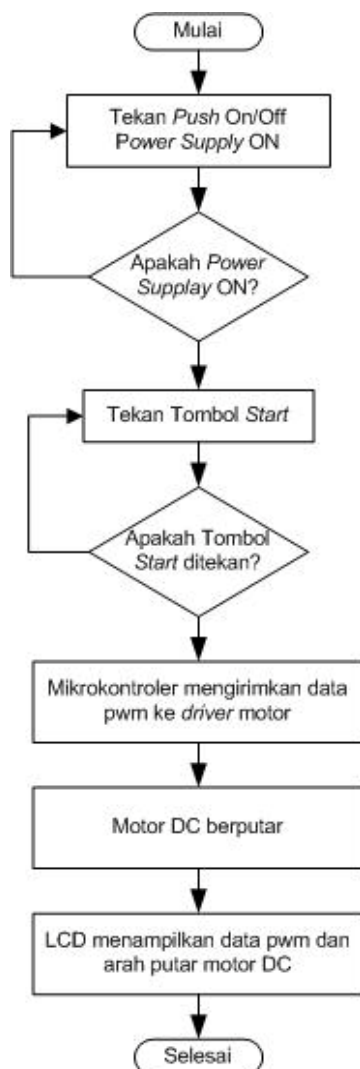 Mulai
Tekan Push On/Off
Power Supply ON
Apakah Power
Supplay ON?
Tekan Tombol Start
Apakah Tombol
Start ditekan?
Mikrokontroler mengirimkan data
pwm ke driver motor
Motor DC berputar
LCD menampilkan data pwm dan
arah putar motor DC
Selesai